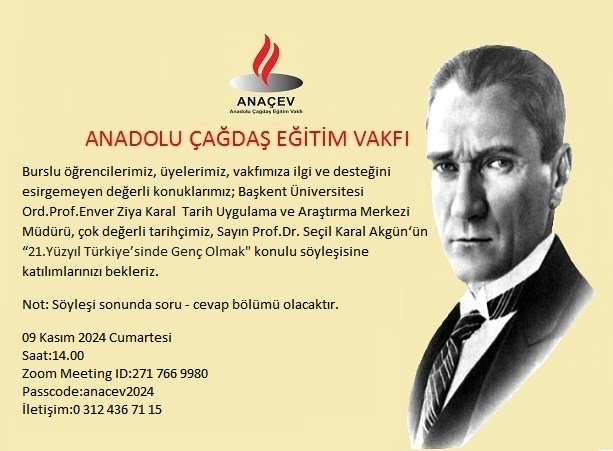 ANAÇEV
Anadolu Çağdaş Eğitim Vakfı
ANADOLU ÇAĞDAŞ EĞİTİM VAKFI
Burslu öğrencilerimiz, üyelerimiz, vakfımıza ilgi ve desteğini
esirgemeyen değerli konuklarımız; Başkent Üniversitesi
Ord.Prof.Enver Ziya Karal Tarih Uygulama ve Araştırma Merkezi
Müdürü, çok değerli tarihçimiz, Sayın Prof.Dr. Seçil Karal Akgün‘ün
“21.Yüzyıl Türkiye’sinde Genç Olmak" konulu söyleşisine
katılımlarınızı bekleriz.
Not: Söyleşi sonunda soru - cevap bölümü olacaktır.
09 Kasım 2024 Cumartesi
Saat:14.00
Zoom Meeting ID:271 766 9980
Passcode:anacev2024
İletişim:0 312 436 71 15